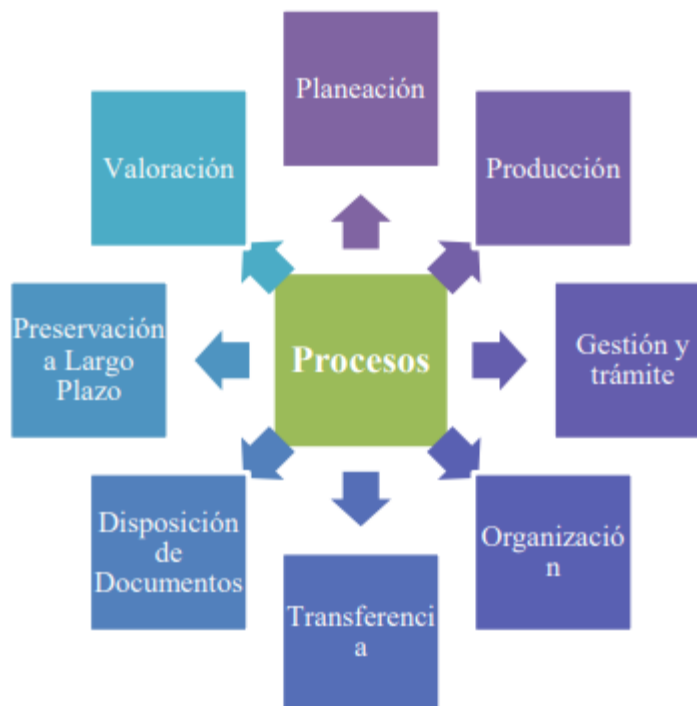 Planeación
Producción
Gestión y
trámite
Organizació
n
Transferenci
a
Disposición
de
Documentos
Preservación
a Largo
Plazo
Valoración
Procesos